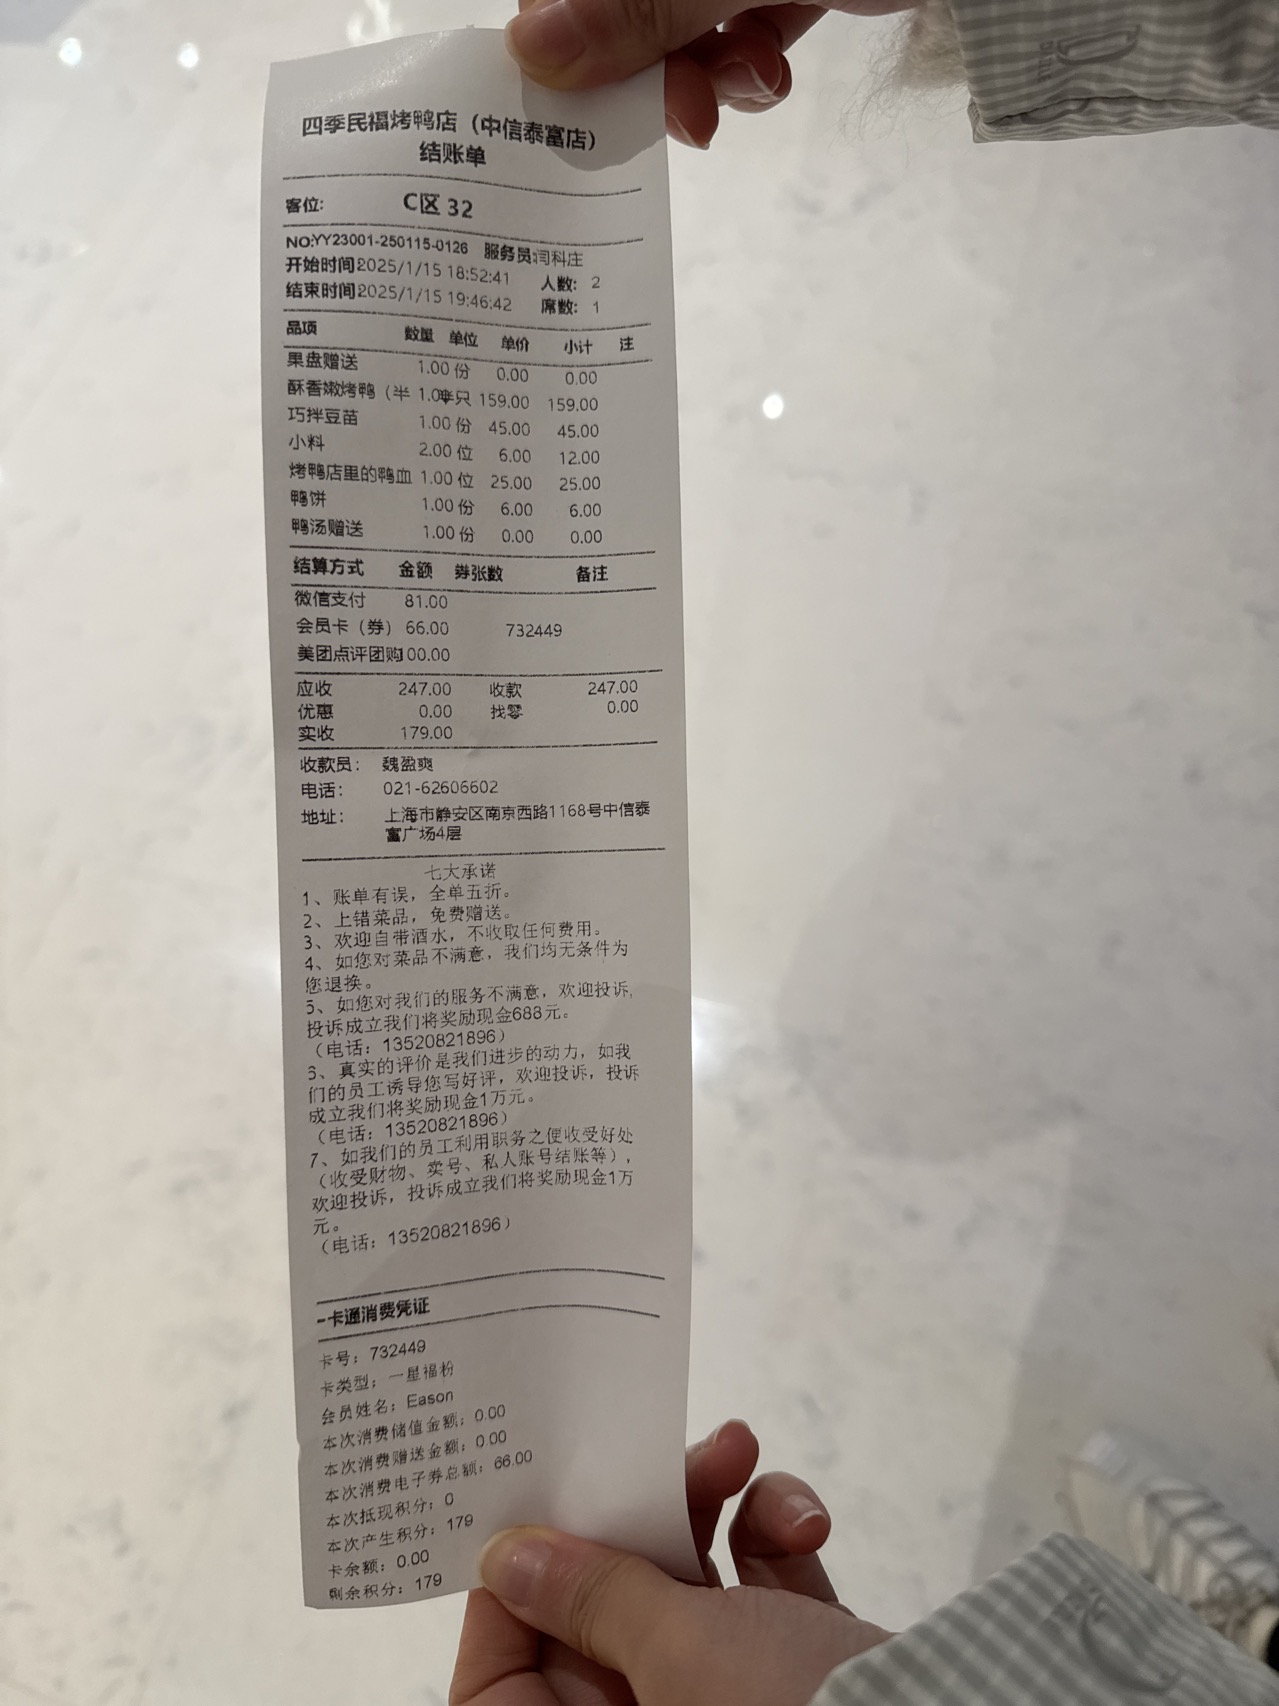 四季民福烤鸭店（中信泰富店）
结账单
客位： C区 32
NO:YY23001-250115-0126 服务员:闫科庄
开始时间2025/1/15 18:52:41 人数： 2
结束时间2025/1/15 19:46:42 席数： 1
品项 数量 单位 单价 小计 注
果盘赠送 1.00 份 0.00 0.00
酥香嫩烤鸭（半 1.0半只 159.00 159.00
巧拌豆苗 1.00 份 45.00 45.00
小料 2.00 位 6.00 12.00
烤鸭店里的鸭血 1.00 位 25.00 25.00
鸭饼 1.00 份 6.00 6.00
鸭汤赠送 1.00 份 0.00 0.00
结算方式 金额 券张数 备注
微信支付 81.00
会员卡（券） 66.00 732449
美团点评团购100.00
应收 247.00 收款 247.00
优惠 0.00 找零 0.00
实收 179.00
收款员： 魏盈爽
电话： 021-62606602
地址： 上海市静安区南京西路1168号中信泰
富广场4层
七大承诺
1、账单有误，全单五折。
2、上错菜品，免费赠送。
3、欢迎自带酒水，不收取任何费用。
4、如您对菜品不满意，我们均无条件为
您退换。
5、如您对我们的服务不满意，欢迎投诉，
投诉成立我们将奖励现金688元。
（电话：13520821896）
6、真实的评价是我们进步的动力，如我
们的员工诱导您写好评，欢迎投诉，投诉
成立我们将奖励现金1万元。
（电话：13520821896）
7、如我们的员工利用职务之便收受好处
（收受财物、卖号、私人账号结账等），
欢迎投诉，投诉成立我们将奖励现金1万
元。
（电话：13520821896）
一卡通消费凭证
卡号：732449
卡类型：一星福粉
会员姓名：Eason
本次消费储值金额：0.00
本次消费赠送金额：0.00
本次消费电子券总额：66.00
本次抵现积分：0
本次产生积分：179
卡余额：0.00
剩余积分：179